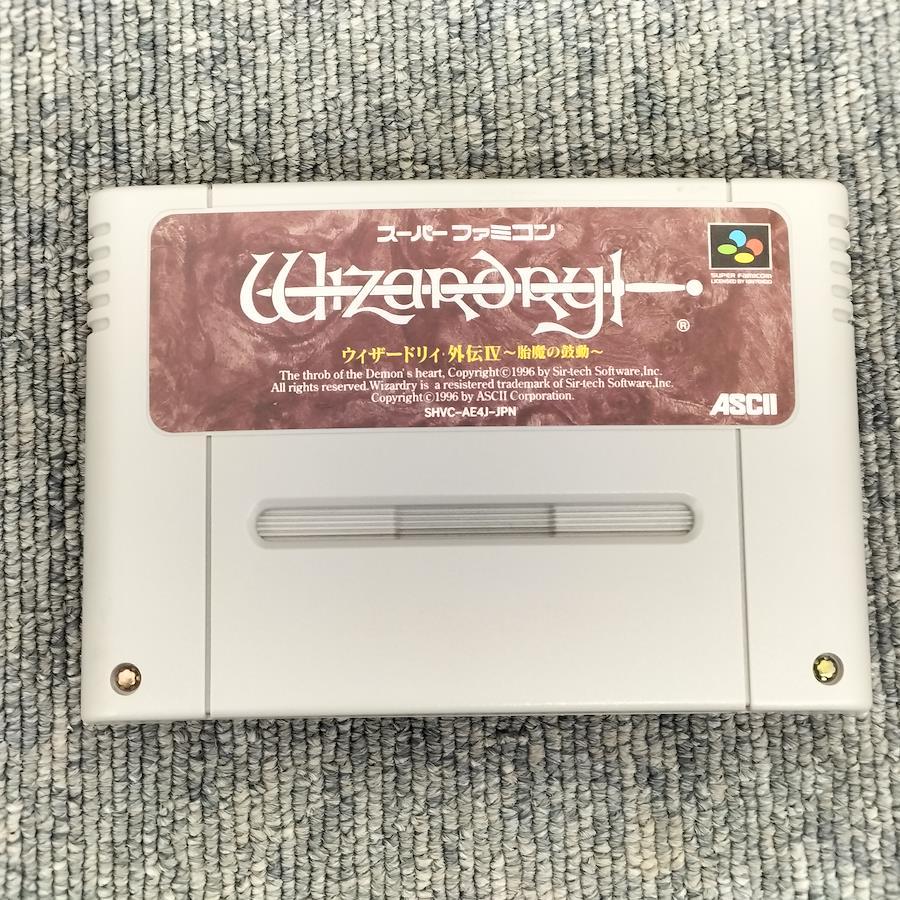 スーパーファミコン®
Wizardry
®
SUPER FAMICOM
LICENSED BY NINTENDO
ウィザードリィ・外伝IV～胎魔の鼓動～
The throb of the Demon's heart, Copyright©1996 by Sir-tech Software,Inc.
All rights reserved.Wizardry is a resistered trademark of Sir-tech Software,Inc.
Copyright©1996 by ASCII Corporation.
SHVC-AE4J-JPN
ASCII